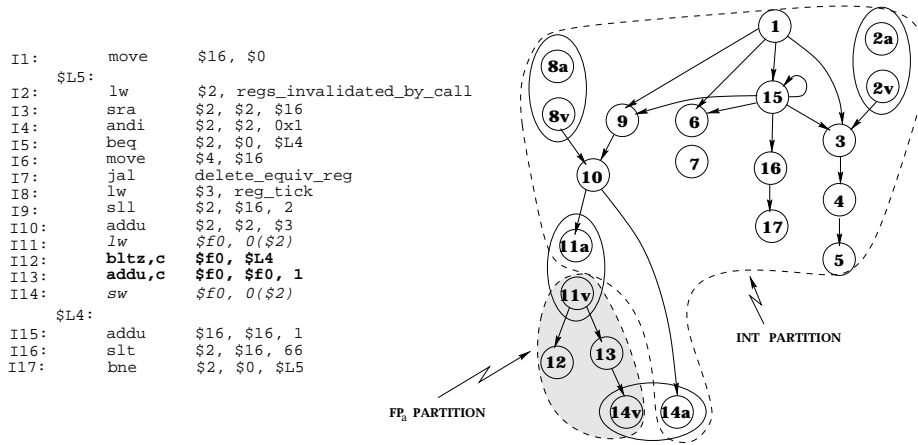 I1: move $16, $0
$L5:
I2: lw $2, regs_invalidated_by_call
I3: sra $2, $2, $16
I4: andi $2, $2, 0x1
I5: beq $2, $0, $L4
I6: move $4, $16
I7: jal delete_equiv_reg
I8: lw $3, reg_tick
I9: sll $2, $16, 2
I10: addu $2, $2, $3
I11: lw $f0, 0($2)
I12: bltz,c $f0, $L4
I13: addu,c $f0, $f0, 1
I14: sw $f0, 0($2)
$L4:
I15: addu $16, $16, 1
I16: slt $2, $16, 66
I17: bne $2, $0, $L5
1
2a
8a
2v
15
8v
9
6
3
7
16
10
4
17
11a
5
11v
INT PARTITION
12
13
FPa PARTITION
14v
14a